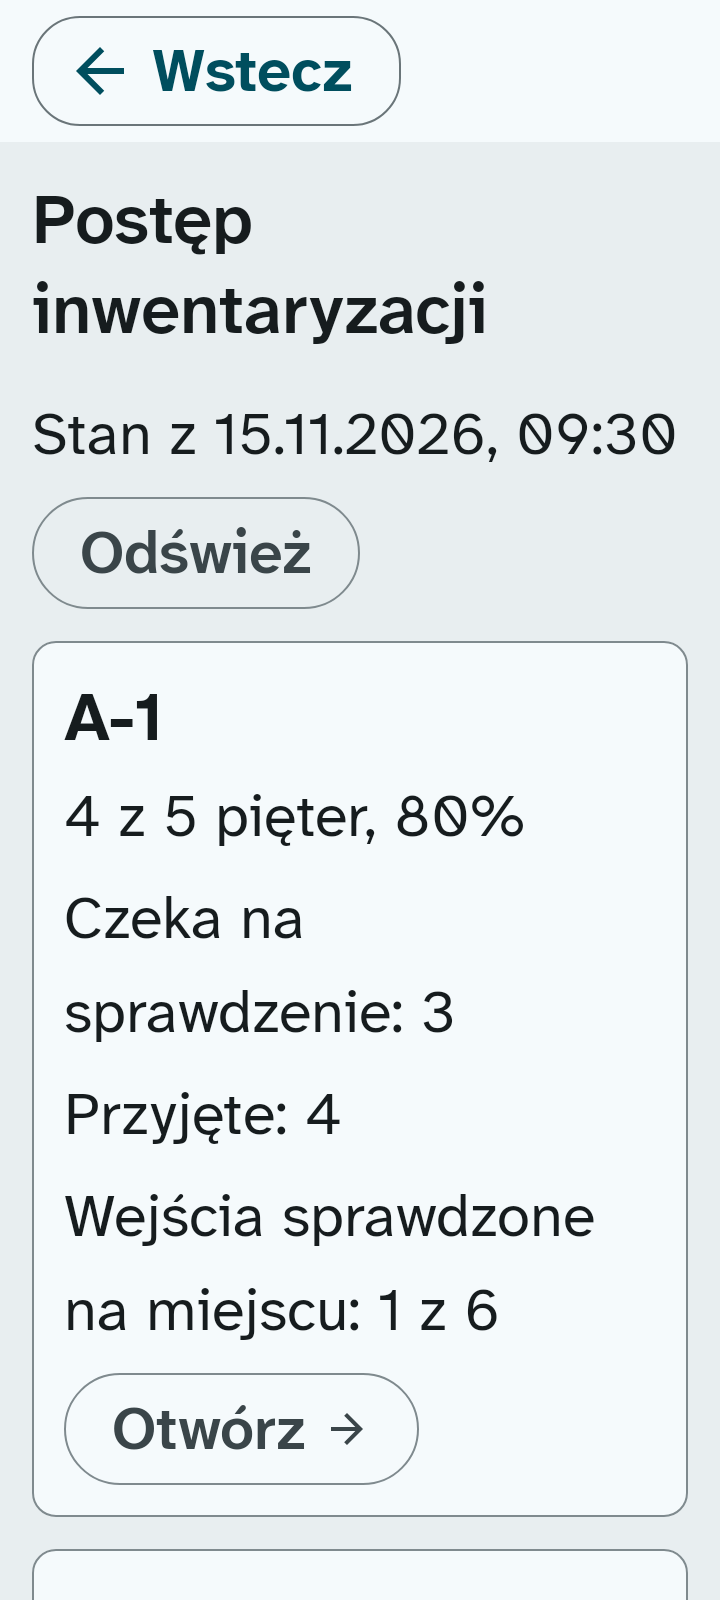 Wstecz
Postęp
inwentaryzacji
Stan z 15.11.2026, 09:30
Odśwież
A-1
4 z 5 pięter, 80%
Czeka na
sprawdzenie: 3
Przyjęte: 4
Wejścia sprawdzone
na miejscu: 1 z 6
Otwórz